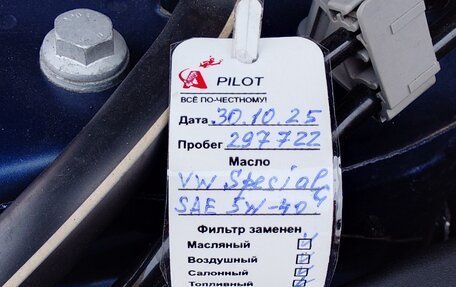 PILOT
ВСЁ ПО-ЧЕСТНОМУ!
Дата 30.10.25
Пробег 297722
Масло
VW Spesial G
SAE 5W-40
Фильтр заменен
Масляный
Воздушный
Салонный
Топливный